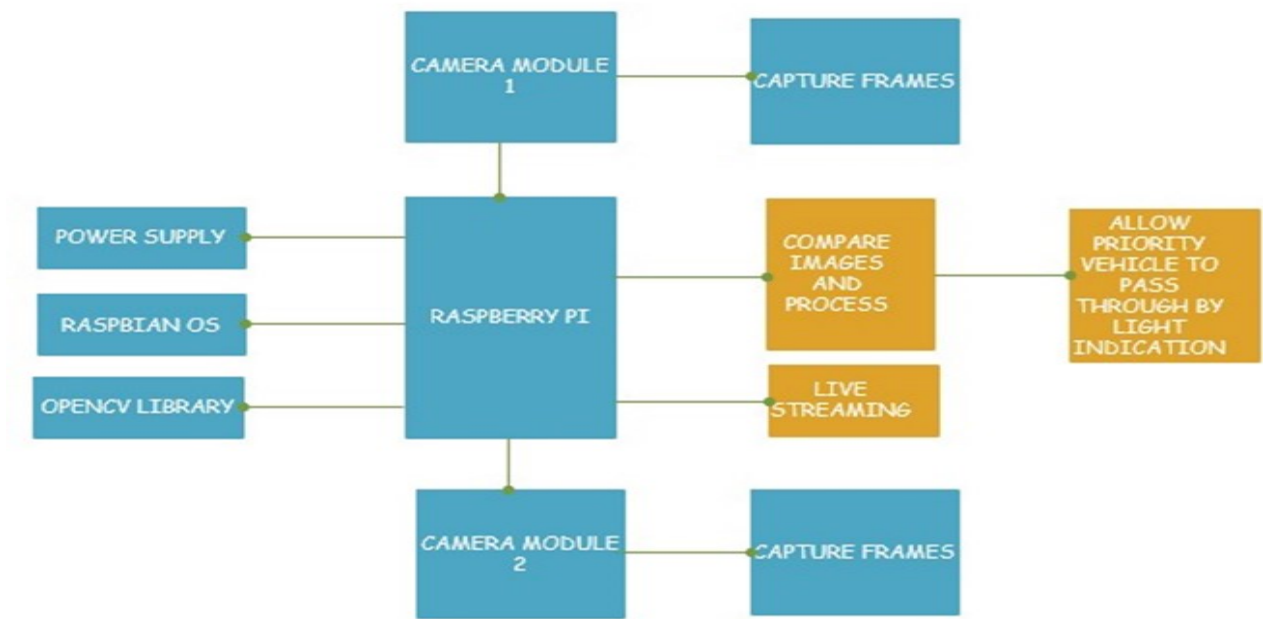 CAMERA MODULE
1
CAPTURE FRAMES
POWER SUPPLY
RASPBIAN OS
OPENCV LIBRARY
RASPBERRY PI
COMPARE
IMAGES
AND
PROCESS
LIVE
STREAMING
ALLOW
PRIORITY
VEHICLE TO
PASS
THROUGH BY
LIGHT
INDICATION
CAMERA MODULE
2
CAPTURE FRAMES